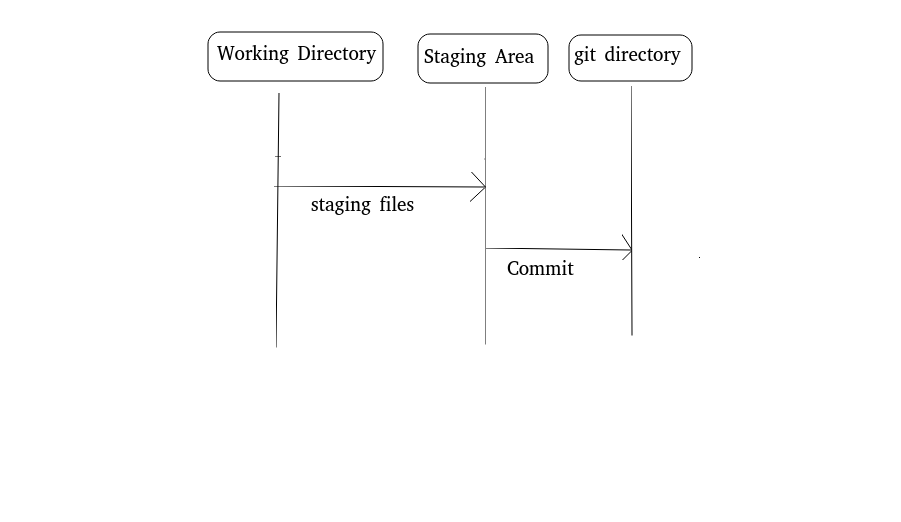 Working Directory
Staging Area
git directory
staging files
Commit